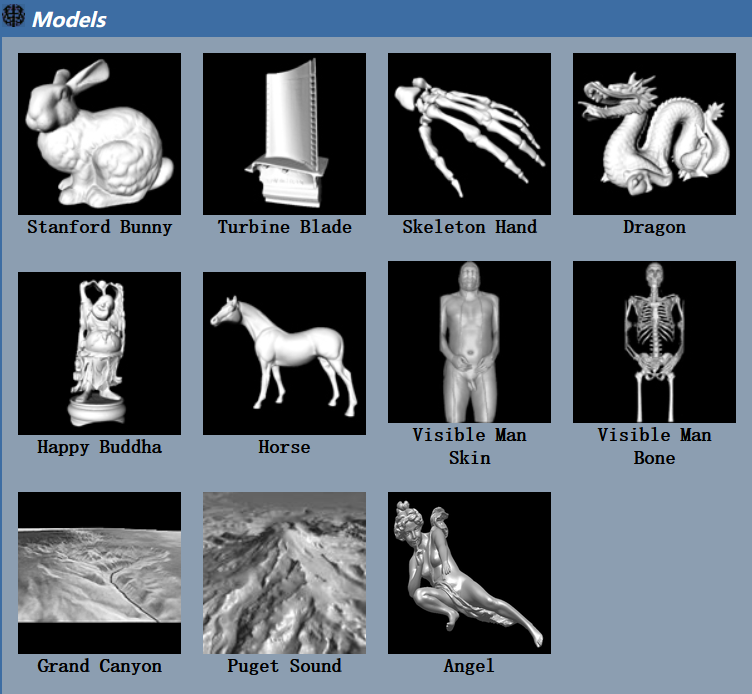 Models
Stanford Bunny
Turbine Blade
Skeleton Hand
Dragon
Happy Buddha
Horse
Visible Man
Skin
Visible Man
Bone
Grand Canyon
Puget Sound
Angel